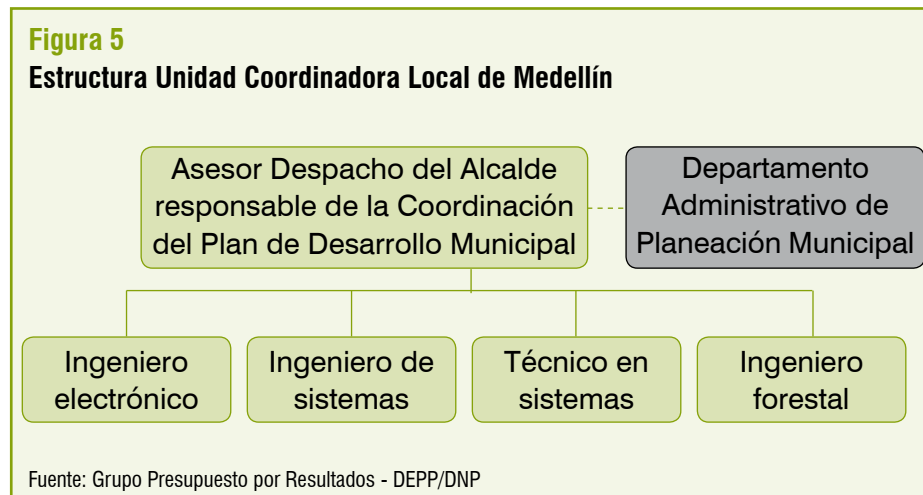 Figura 5
Estructura Unidad Coordinadora Local de Medellín
Asesor Despacho del Alcalde
responsable de la Coordinación
del Plan de Desarrollo Municipal
Departamento
Administrativo de
Planeación Municipal
Ingeniero
electrónico
Ingeniero de
sistemas
Técnico en
sistemas
Ingeniero
forestal
Fuente: Grupo Presupuesto por Resultados - DEPP/DNP